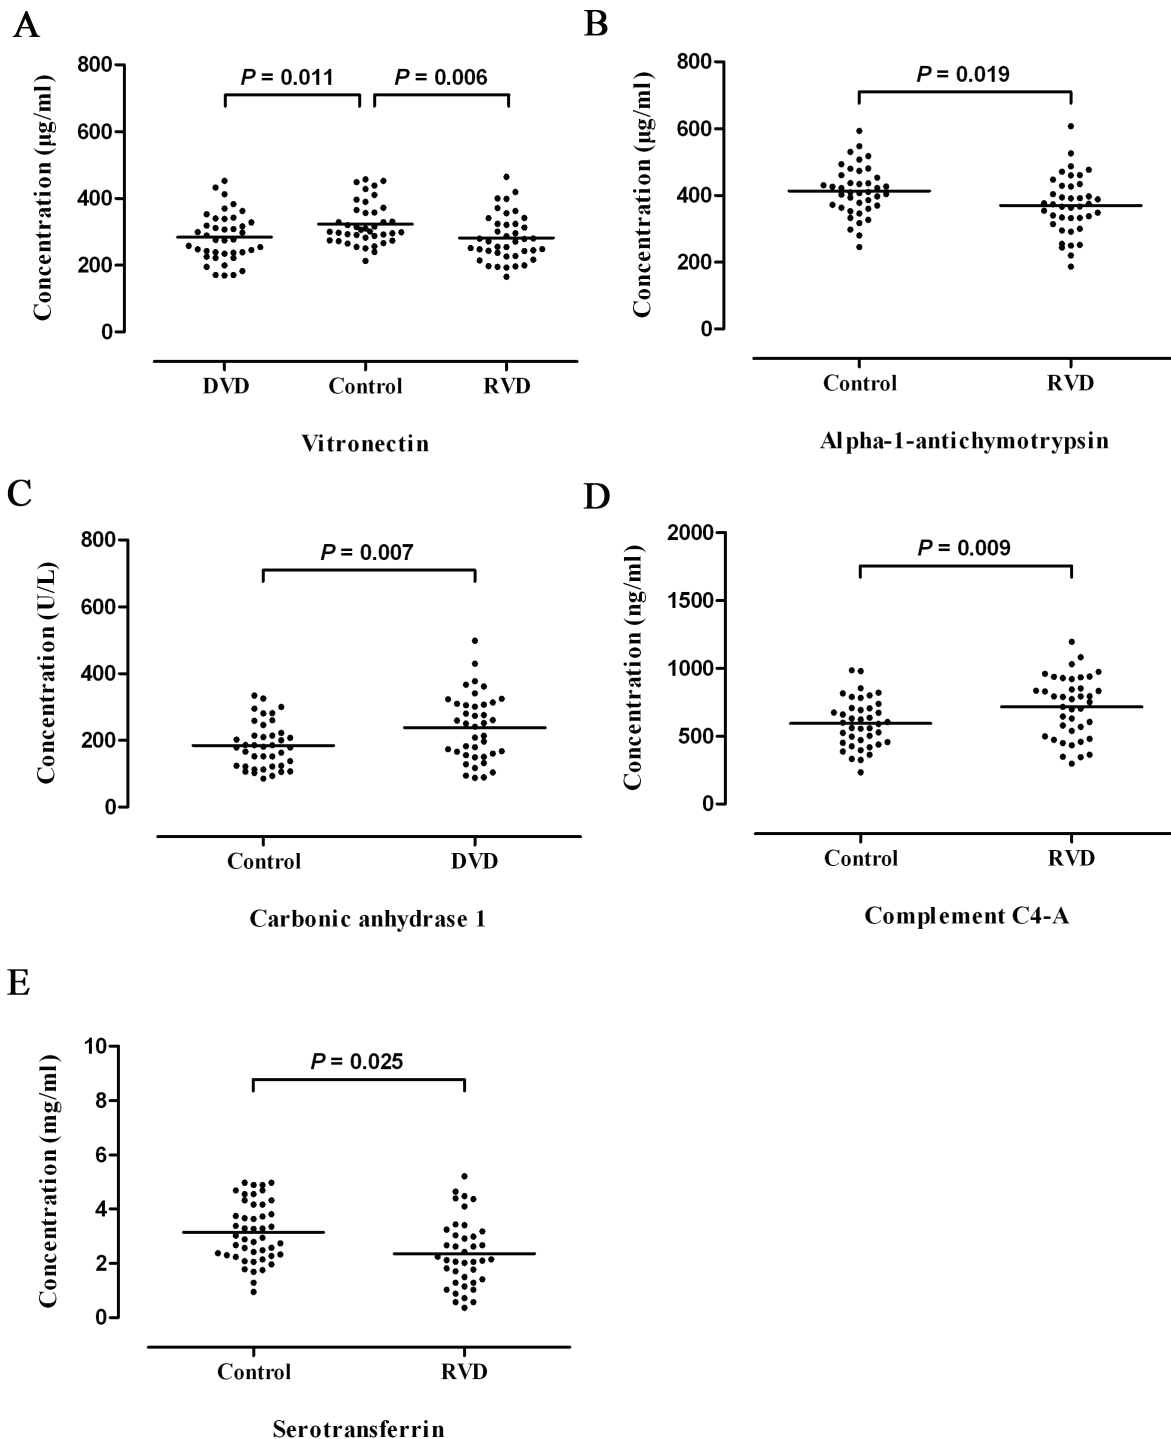 A
Concentration (µg/ml)
800
600
400
200
0
P = 0.011
P = 0.006
DVD
Control
RVD
Vitronectin
B
Concentration (µg/ml)
800
600
400
200
0
P = 0.019
Control
RVD
Alpha-1-antichymotrypsin
C
Concentration (U/L)
800
600
400
200
0
P = 0.007
Control
DVD
Carbonic anhydrase 1
D
Concentration (ng/ml)
2000
1500
1000
500
0
P = 0.009
Control
RVD
Complement C4-A
E
Concentration (mg/ml)
10
8
6
4
2
0
P = 0.025
Control
RVD
Serotransferrin